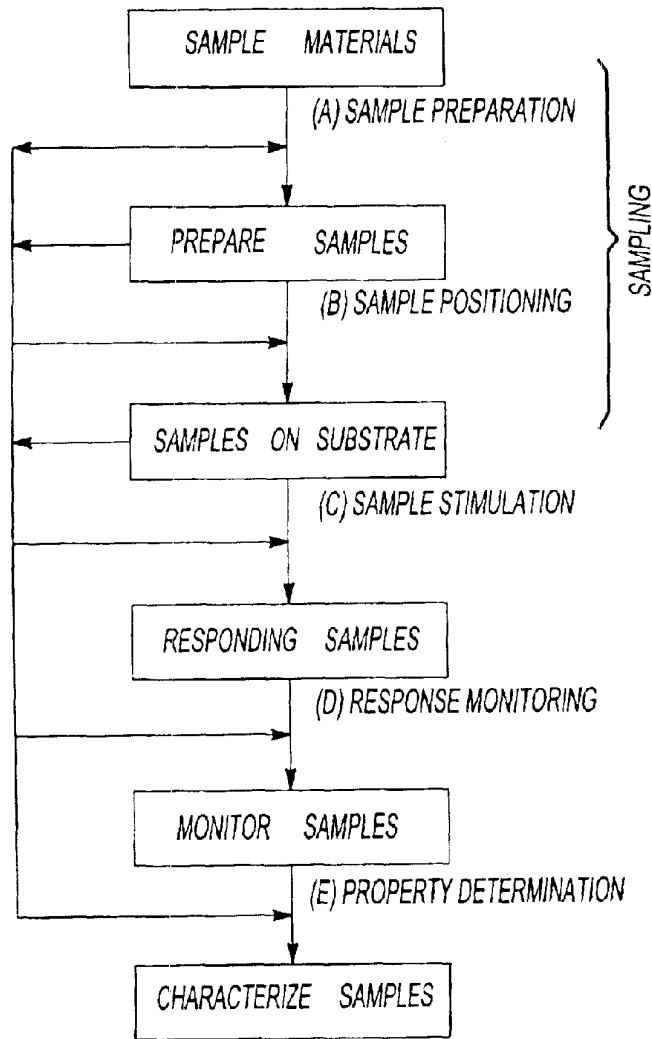 SAMPLE MATERIALS
(A) SAMPLE PREPARATION
PREPARE SAMPLES
(B) SAMPLE POSITIONING
SAMPLING
SAMPLES ON SUBSTRATE
(C) SAMPLE STIMULATION
RESPONDING SAMPLES
(D) RESPONSE MONITORING
MONITOR SAMPLES
(E) PROPERTY DETERMINATION
CHARACTERIZE SAMPLES